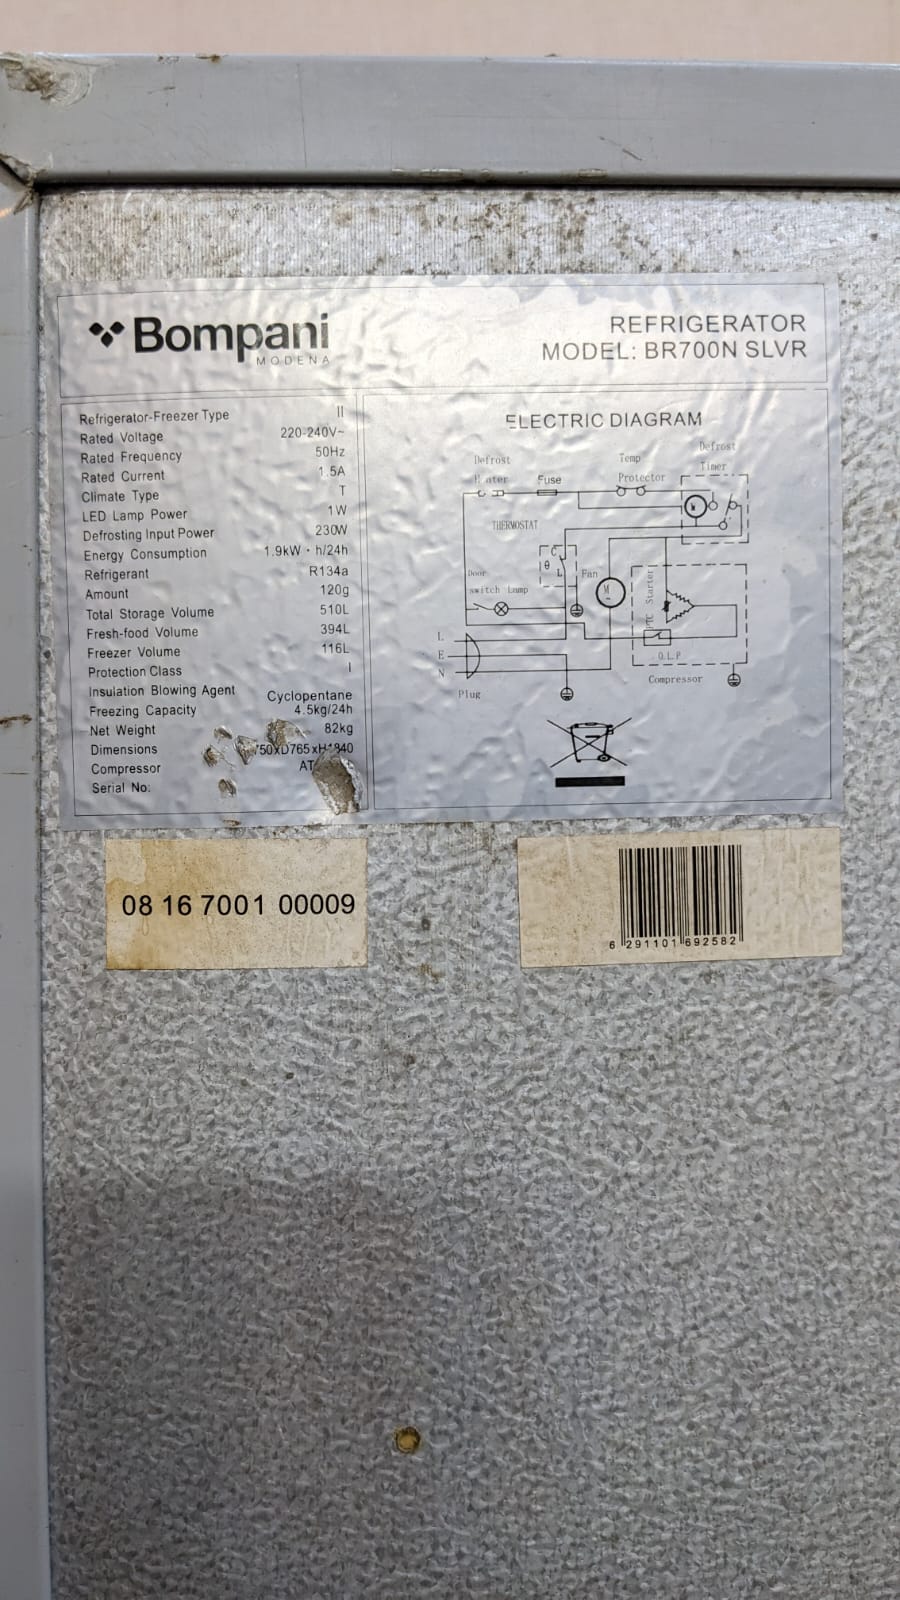 Bompani
MODENA
REFRIGERATOR
MODEL: BR700N SLVR
Refrigerator-Freezer Type II
Rated Voltage 220-240V~
Rated Frequency 50Hz
Rated Current 1.5A
Climate Type T
LED Lamp Power 1W
Defrosting Input Power 230W
Energy Consumption 1.9kW·h/24h
Refrigerant R134a
Amount 120g
Total Storage Volume 510L
Fresh-food Volume 394L
Freezer Volume 116L
Protection Class I
Insulation Blowing Agent Cyclopentane
Freezing Capacity 4.5kg/24h
Net Weight 82kg
Dimensions
Compressor
Serial No:
ELECTRIC DIAGRAM
Defrost
Heater
Fuse
Temp
Protector
Defrost
Timer
M
THERMOSTAT
C
θ
L
Door
switch Lamp
Fan
M
~
PTC Starter
O.L.P
Compressor
L
E
N
Plug
08 16 7001 00009
6 291101 692582